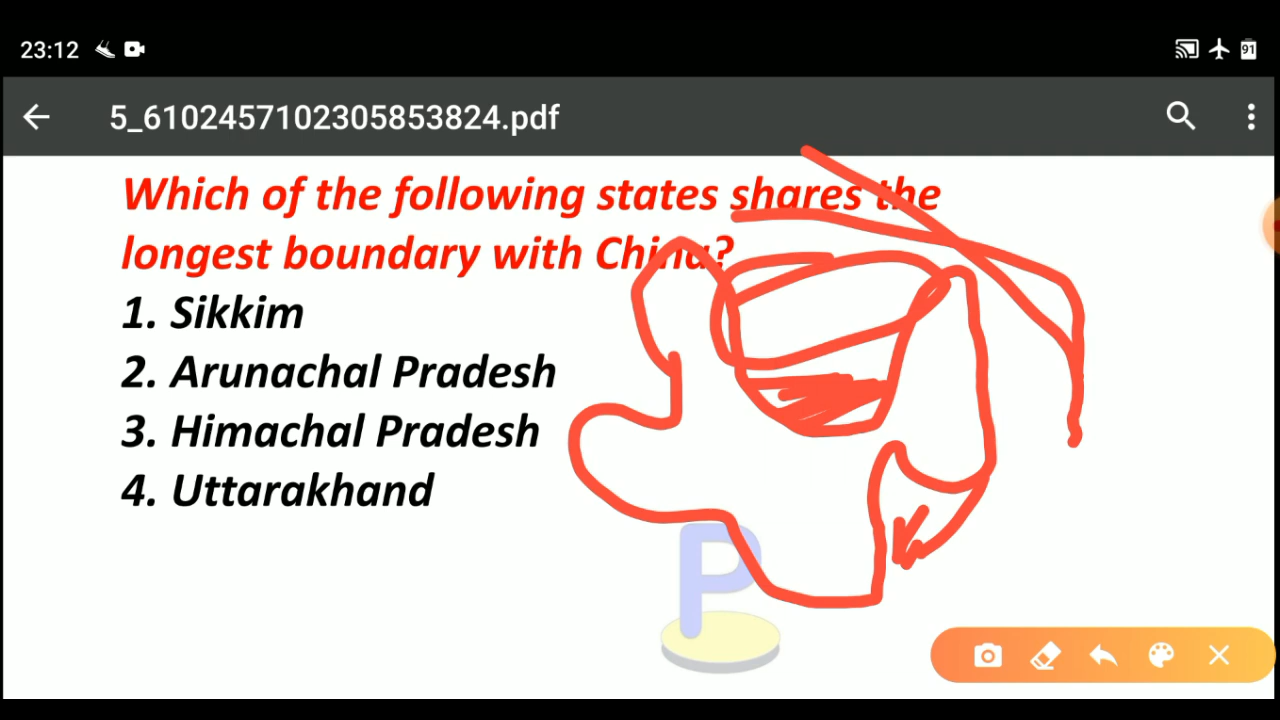 23:12
91
5_6102457102305853824.pdf
Which of the following states shares the
longest boundary with China?
1. Sikkim
2. Arunachal Pradesh
3. Himachal Pradesh
4. Uttarakhand
P